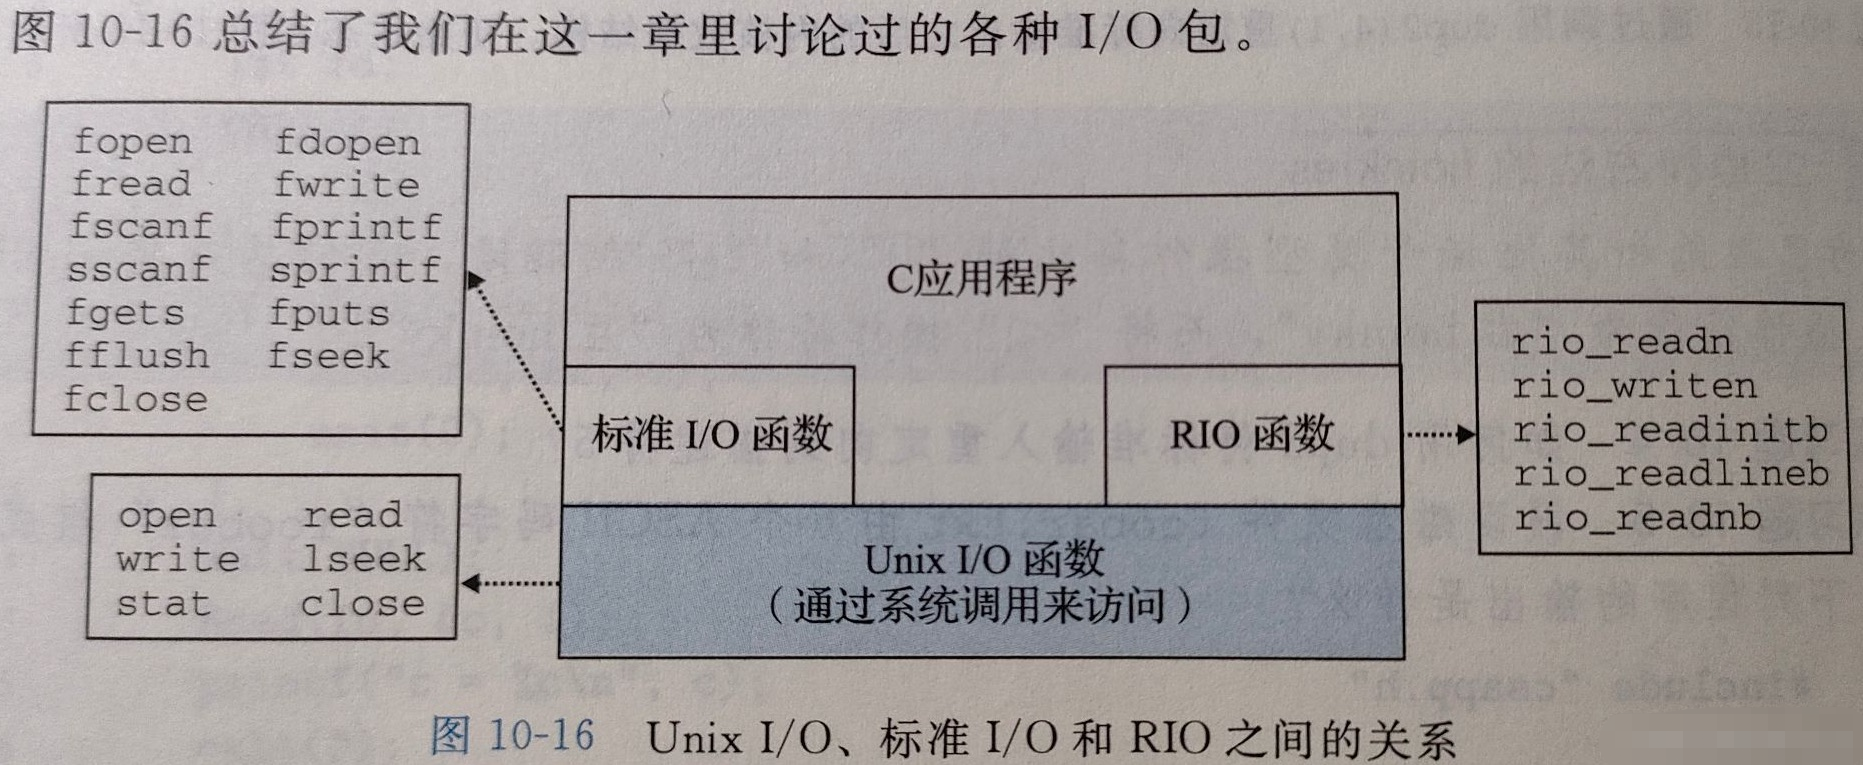 图 10-16 总结了我们在这一章里讨论过的各种 I/O 包。
fopen fdopen
fread fwrite
fscanf fprintf
sscanf sprintf
fgets fputs
fflush fseek
fclose
C应用程序
标准 I/O 函数
RIO 函数
rio_readn
rio_writen
rio_readinitb
rio_readlineb
rio_readnb
open read
write lseek
stat close
Unix I/O 函数
（通过系统调用来访问）
图 10-16 Unix I/O、标准 I/O 和 RIO 之间的关系